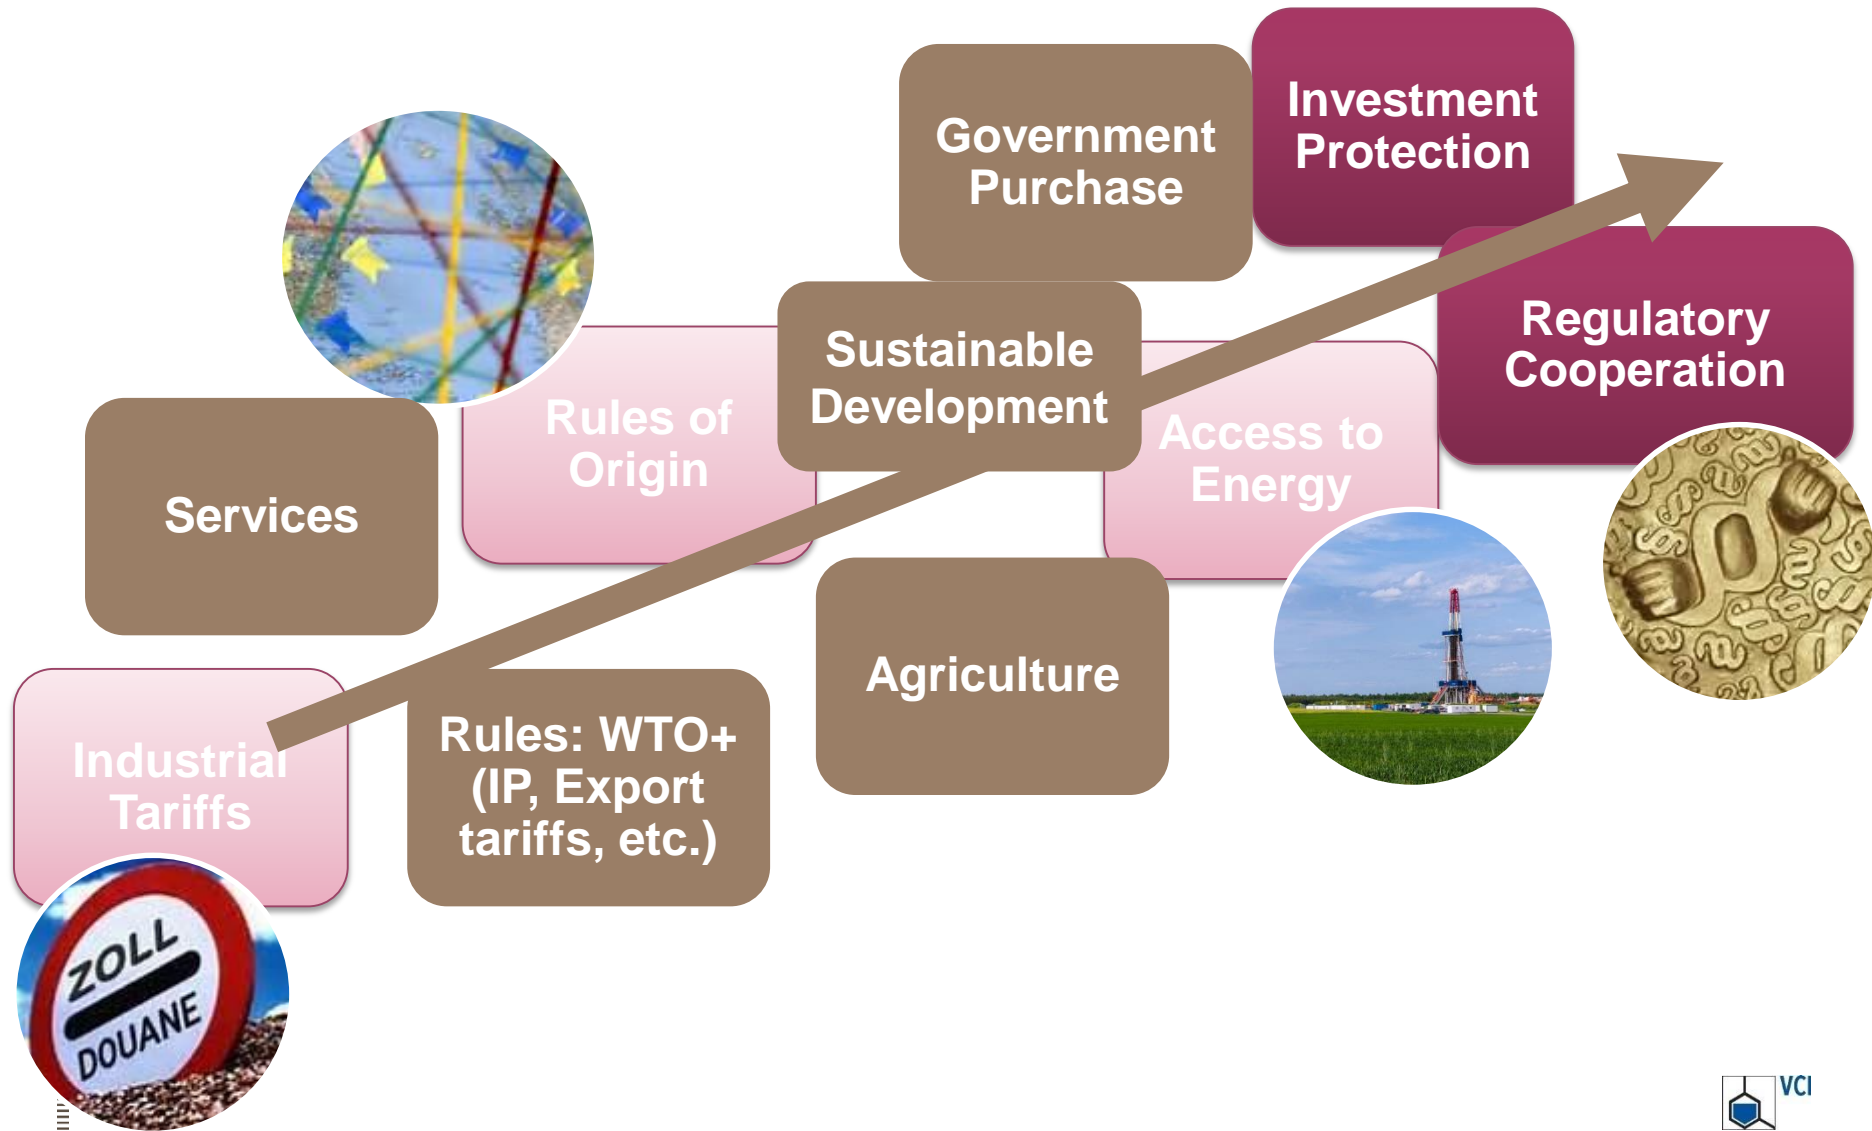 Investment
Protection
Government
Purchase
Regulatory
Cooperation
Sustainable
Development
Rules of
Origin
Access to
Energy
Services
Agriculture
Industrial
Tariffs
Rules: WTO+
(IP, Export
tariffs, etc.)
ZOLL
DOUANE
VCI